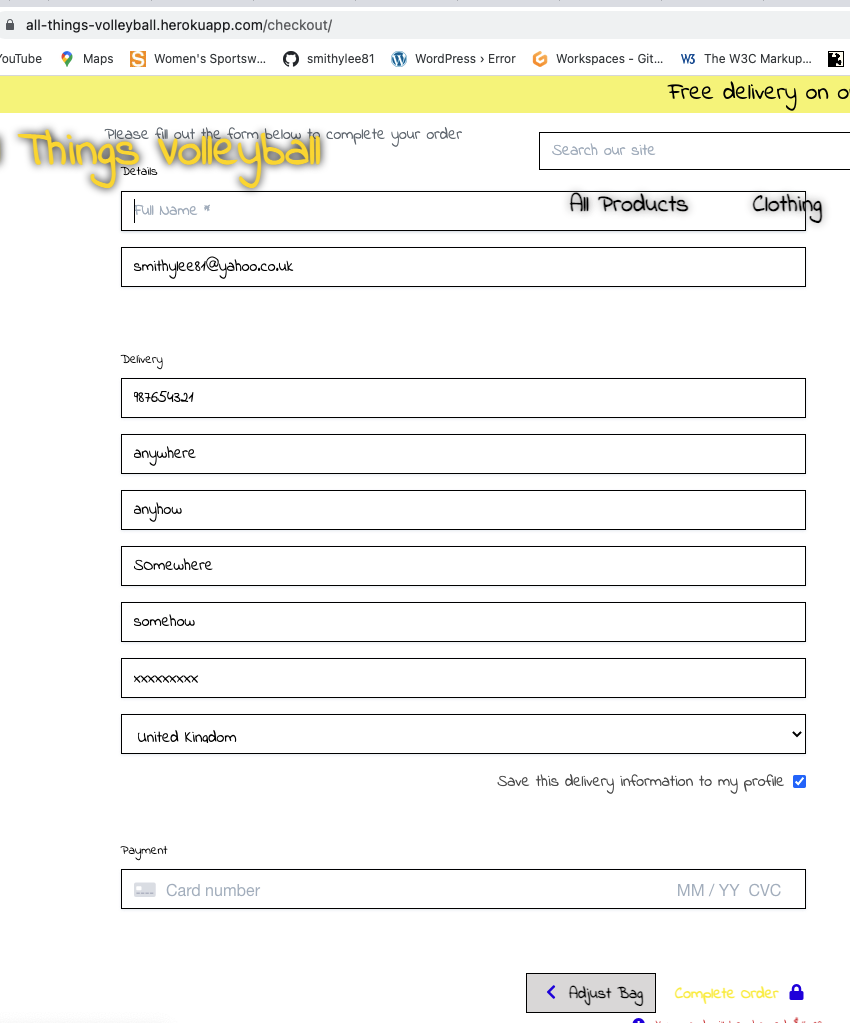 all-things-volleyball.herokuapp.com/checkout/
YouTube Maps Women's Sportsw... smithylee81 WordPress › Error Workspaces - Git... The W3C Markup...
Free delivery on o
Please fill out the form below to complete your order
Things Volleyball
Search our site
Details
All Products Clothing
Full Name *
smithylee81@yahoo.co.uk
Delivery
987654321
anywhere
anyhow
SOmewhere
somehow
xxxxxxxxx
United Kingdom
Save this delivery information to my profile
Payment
Card number MM / YY CVC
Adjust Bag Complete Order